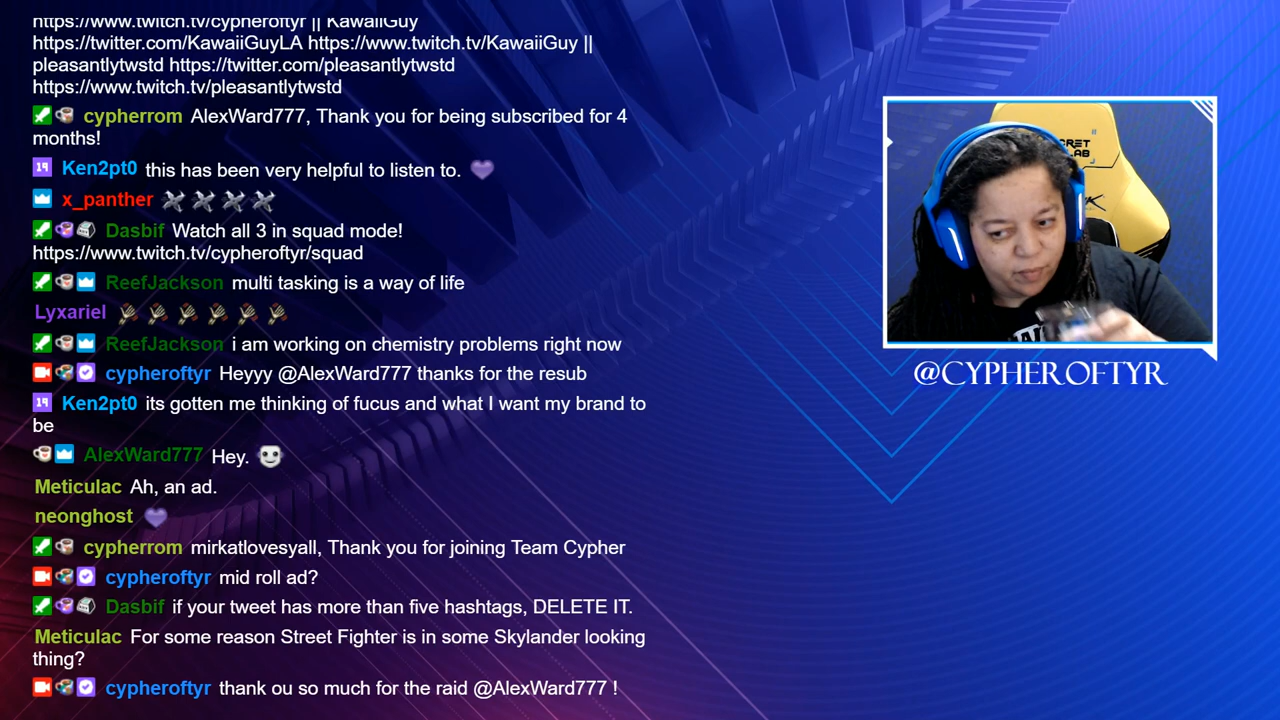 https://www.twitch.tv/cypheroftyr || KawaiiGuy
https://twitter.com/KawaiiGuyLA https://www.twitch.tv/KawaiiGuy ||
pleasantlytwstd https://twitter.com/pleasantlytwstd
https://www.twitch.tv/pleasantlytwstd
cypherrom AlexWard777, Thank you for being subscribed for 4
months!
19 Ken2pt0 this has been very helpful to listen to.
x_panther
Dasbif Watch all 3 in squad mode!
https://www.twitch.tv/cypheroftyr/squad
ReefJackson multi tasking is a way of life
Lyxariel
ReefJackson i am working on chemistry problems right now
cypheroftyr Heyyy @AlexWard777 thanks for the resub
19 Ken2pt0 its gotten me thinking of fucus and what I want my brand to
be
AlexWard777 Hey.
Meticulac Ah, an ad.
neonghost
cypherrom mirkatlovesyall, Thank you for joining Team Cypher
cypheroftyr mid roll ad?
Dasbif if your tweet has more than five hashtags, DELETE IT.
Meticulac For some reason Street Fighter is in some Skylander looking
thing?
cypheroftyr thank ou so much for the raid @AlexWard777 !
@CYPHEROFTYR